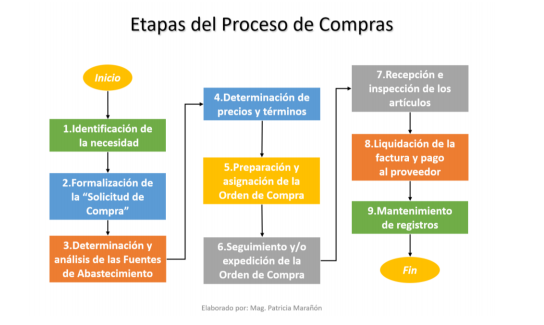 Etapas del Proceso de Compras
Inicio
1.Identificación de
la necesidad
2.Formalización de
la “Solicitud de
Compra”
3.Determinación y
análisis de las Fuentes
de Abastecimiento
4.Determinación de
precios y términos
5.Preparación y
asignación de la
Orden de Compra
6.Seguimiento y/o
expedición de la
Orden de Compra
7.Recepción e
inspección de los
artículos
8.Liquidación de la
factura y pago
al proveedor
9.Mantenimiento
de registros
Fin
Elaborado por: Mag. Patricia Marañón